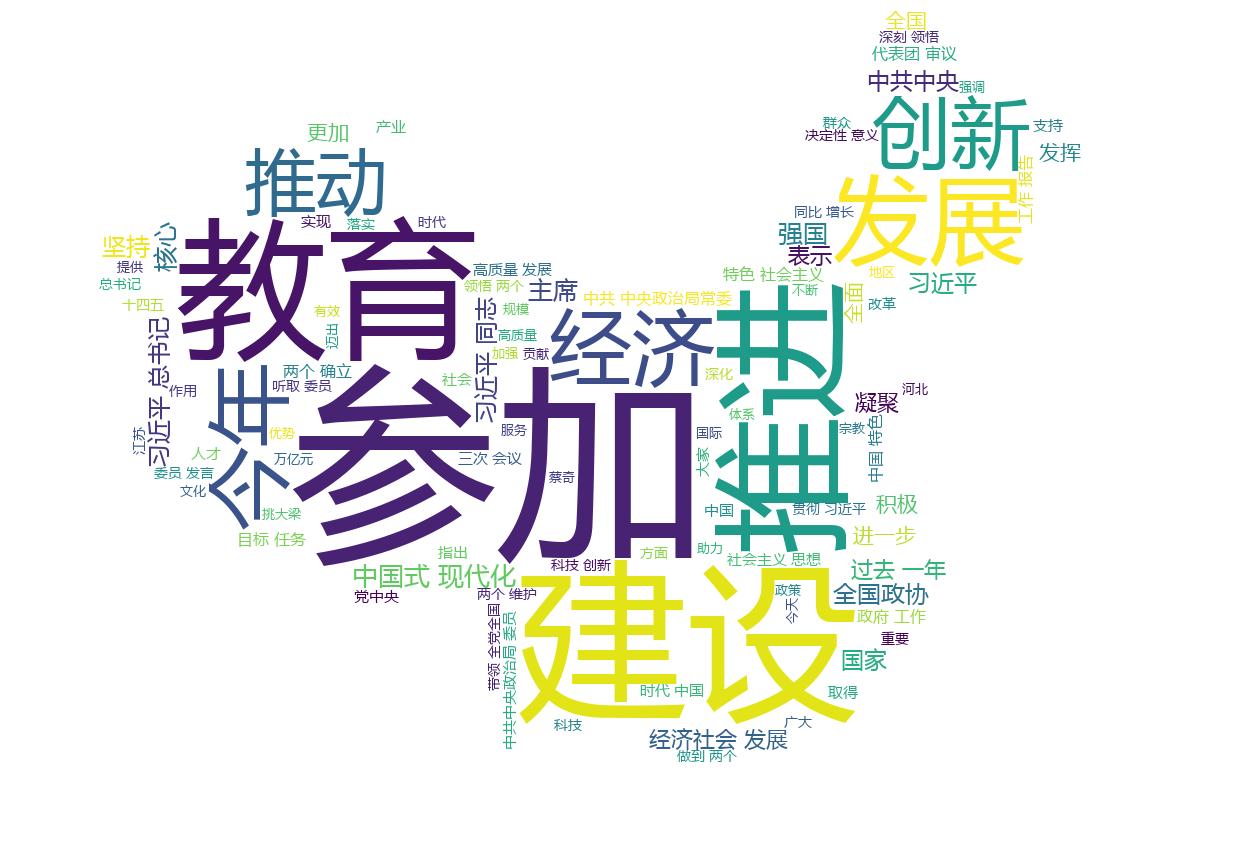 全国
深刻 领悟
代表团 审议
中共中央
强调
创新
群众
决定性 意义
支持
发挥
更加
产业
推动
发展
工作 报告
实现
落实
时代
同比 增长
强国
表示
坚持
核心
教育
提供
总书记
高质量 发展
领悟 两个
主席
中共 中央政治局常委
特色 社会主义
不断
地区
习近平
全面
改革
十四五
有效
迈出
习近平 同志
规模
高质量
加强
贡献
经济
推进
习近平 总书记
作用
两个 确立
听取 委员
今年
社会
深化
凝聚
河北
参加
体系
江苏
优势
服务
国际
宗教
中国 特色
人才
委员 发言
万亿元
三次 会议
蔡奇
大家
文化
挑大梁
中国
贯彻 习近平
积极
目标 任务
指出
方面
助力
进一步
科技 创新
社会主义 思想
过去 一年
中国式 现代化
党中央
两个 维护
建设
政策
今天
全国政协
政府 工作
带领 全党全国
中共中央政治局 委员
重要
国家
时代 中国
取得
科技
广大
经济社会 发展
做到 两个